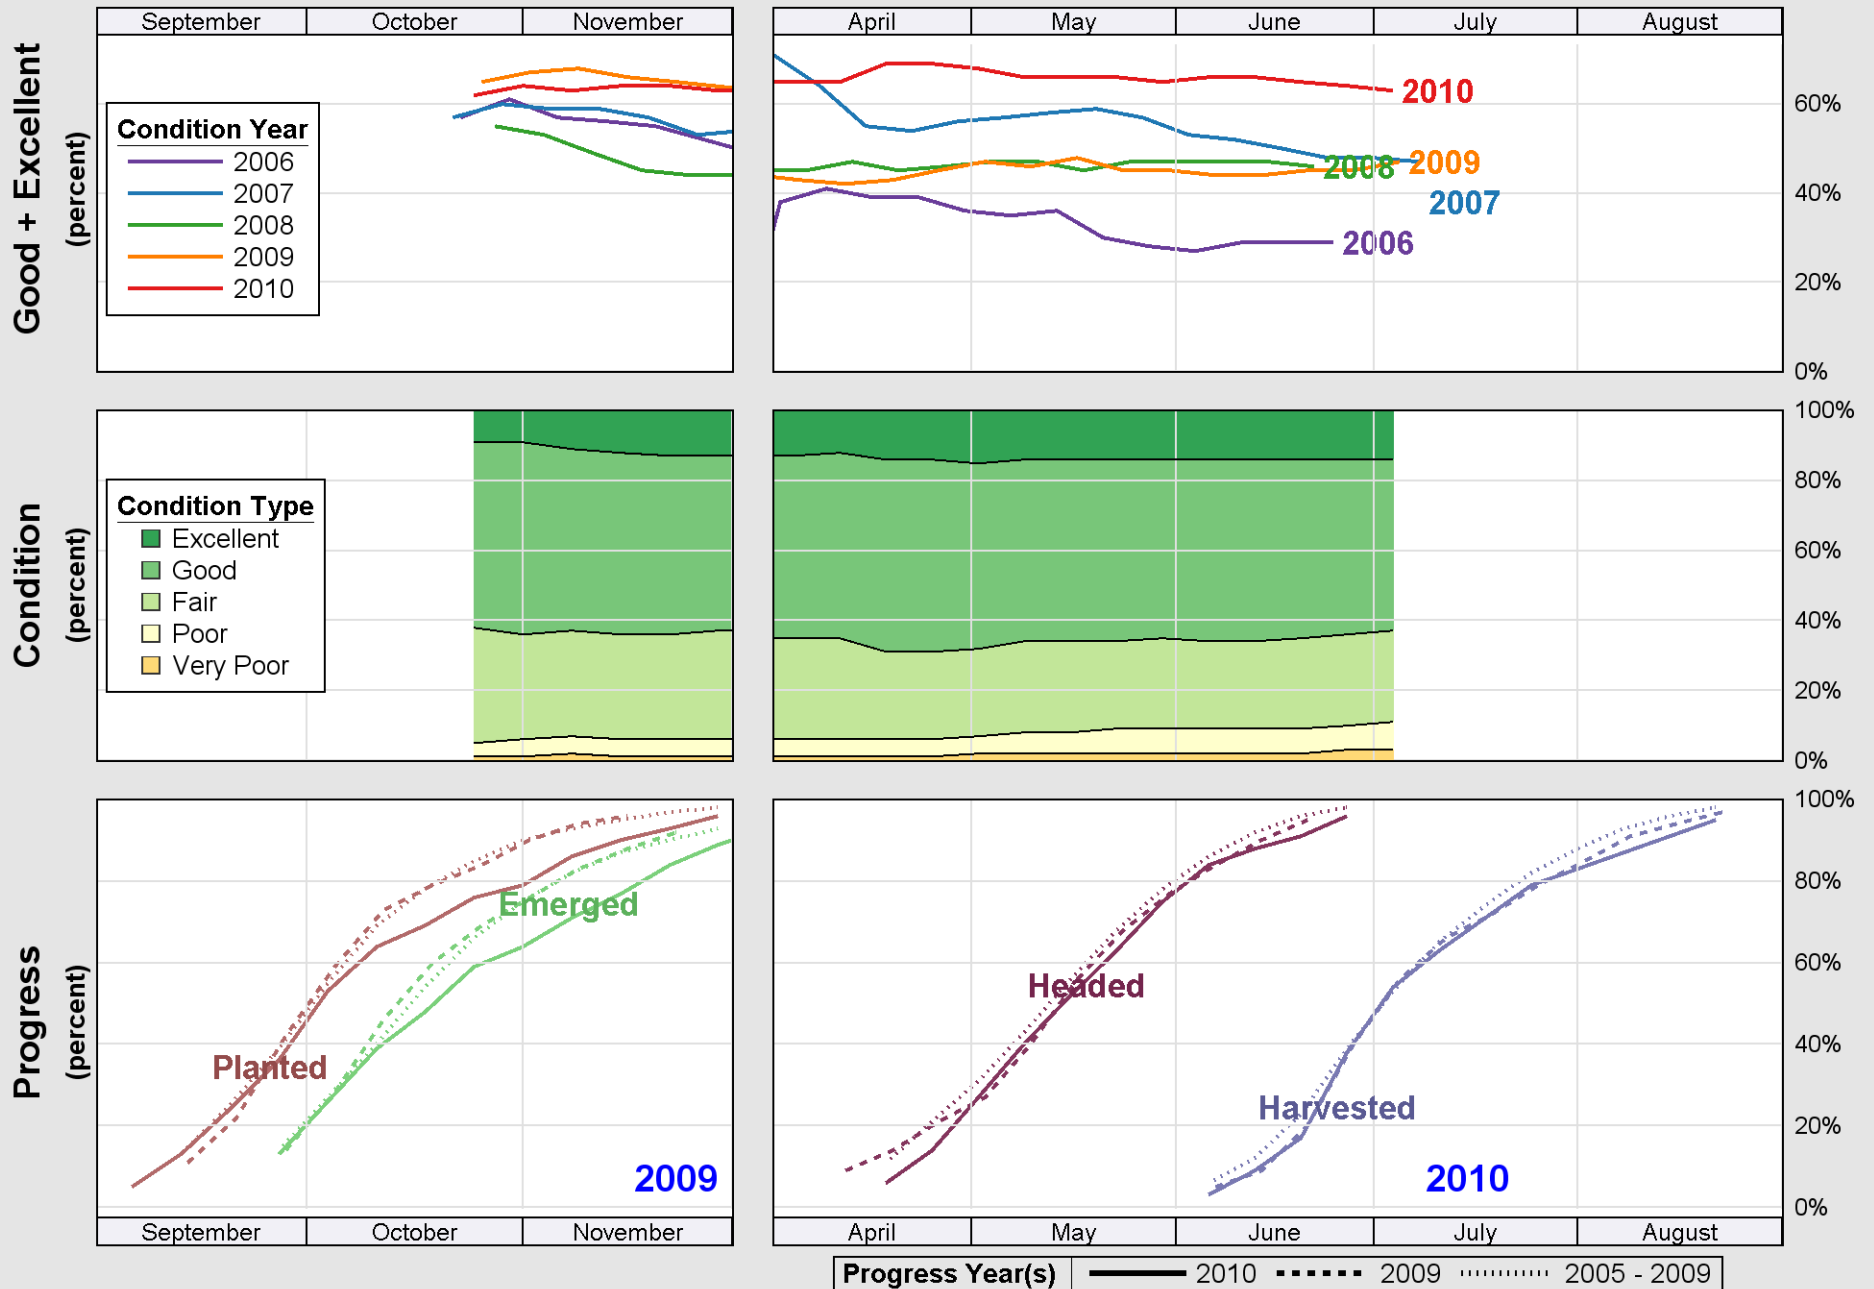 September October November April May June July August
Good + Excellent
(percent)
Condition Year
2006
2007
2008
2009
2010
2010
2009
2008
2007
2006
60%
40%
20%
0%
Condition
(percent)
Condition Type
Excellent
Good
Fair
Poor
Very Poor
100%
80%
60%
40%
20%
0%
Progress
(percent)
Planted
Emerged
2009
Headed
Harvested
2010
100%
80%
60%
40%
20%
0%
September October November April May June July August
Progress Year(s) 2010 2009 2005 - 2009